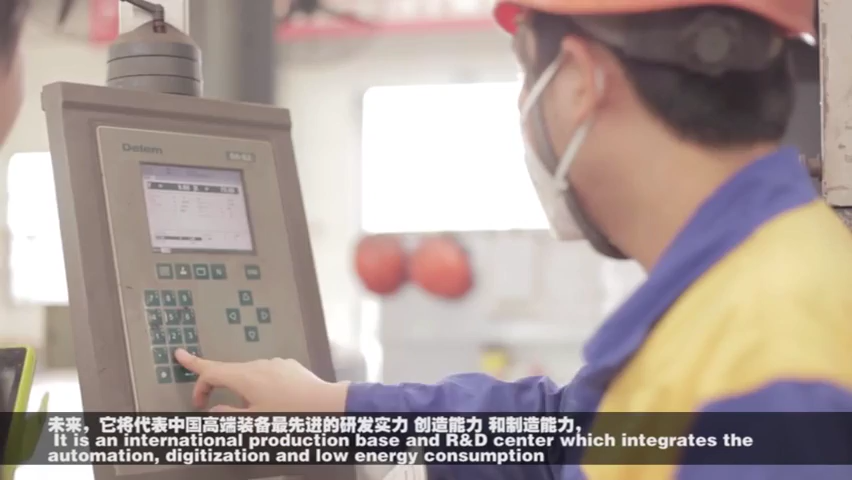 Delem
未来，它将代表中国高端装备最先进的研发实力 创造能力 和制造能力，
It is an international production base and R&D center which integrates the
automation, digitization and low energy consumption